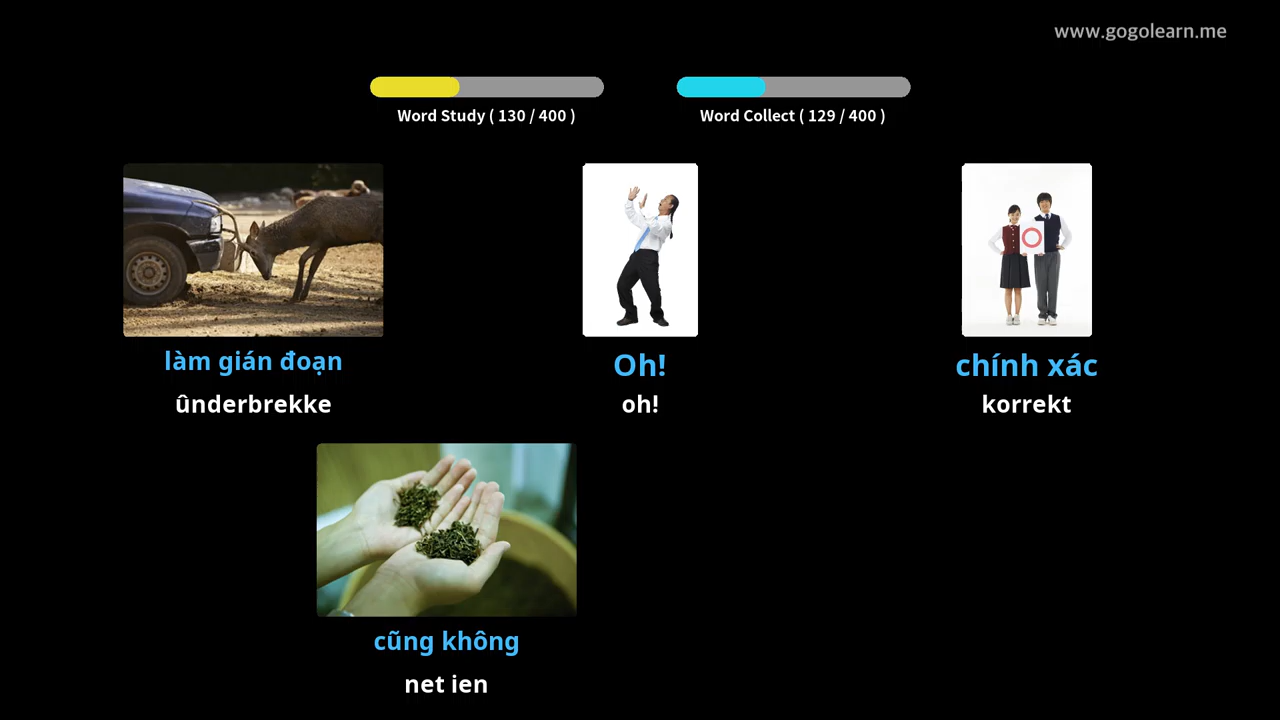 www.gogolearn.me
Word Study ( 130 / 400 )
Word Collect ( 129 / 400 )
làm gián đoạn
ûnderbrekke
Oh!
oh!
chính xác
korrekt
cũng không
net ien